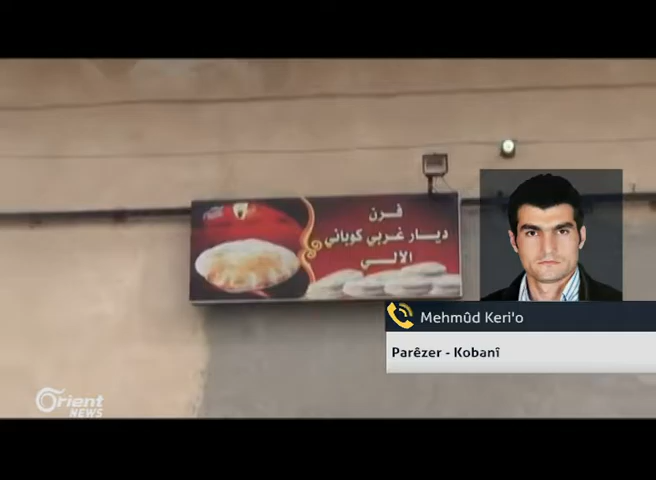 فرن
ديار غربي كوباني
الآلي
Mehmûd Keri'o
Parêzer - Kobanî
Orient
NEWS